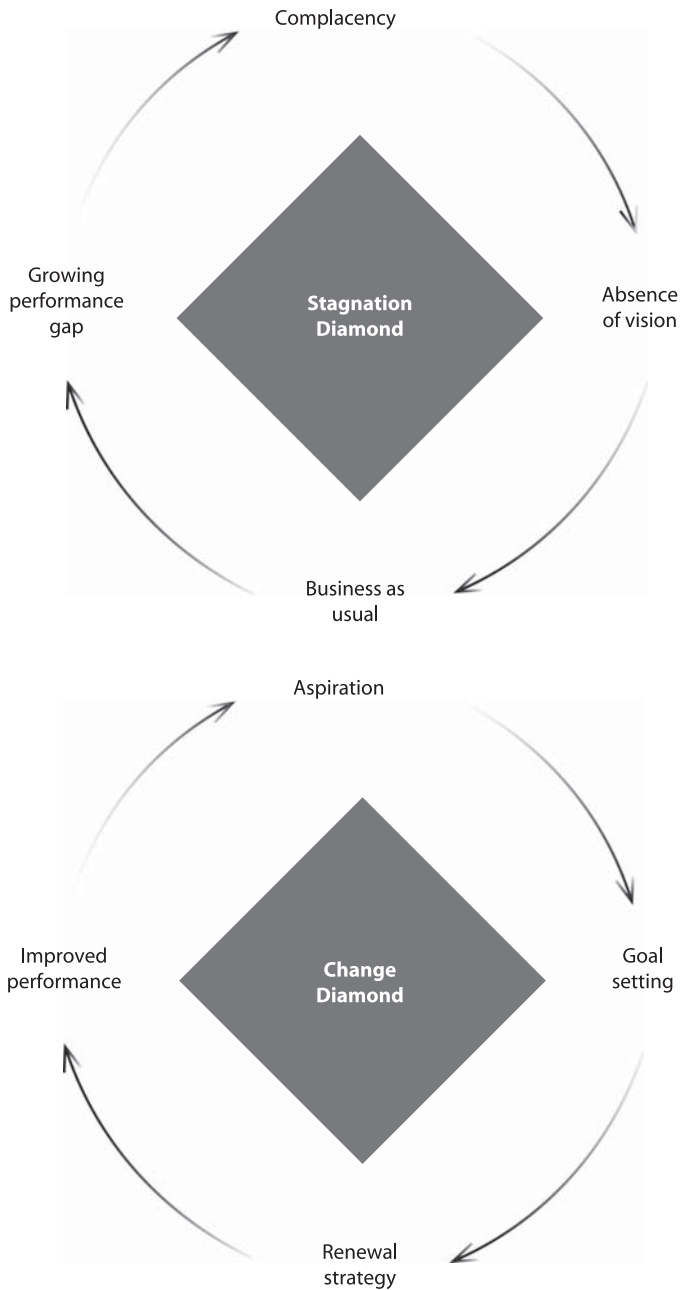 Complacency
Growing
performance
gap
Stagnation
Diamond
Absence
of vision
Business as
usual
Aspiration
Improved
performance
Change
Diamond
Goal
setting
Renewal
strategy